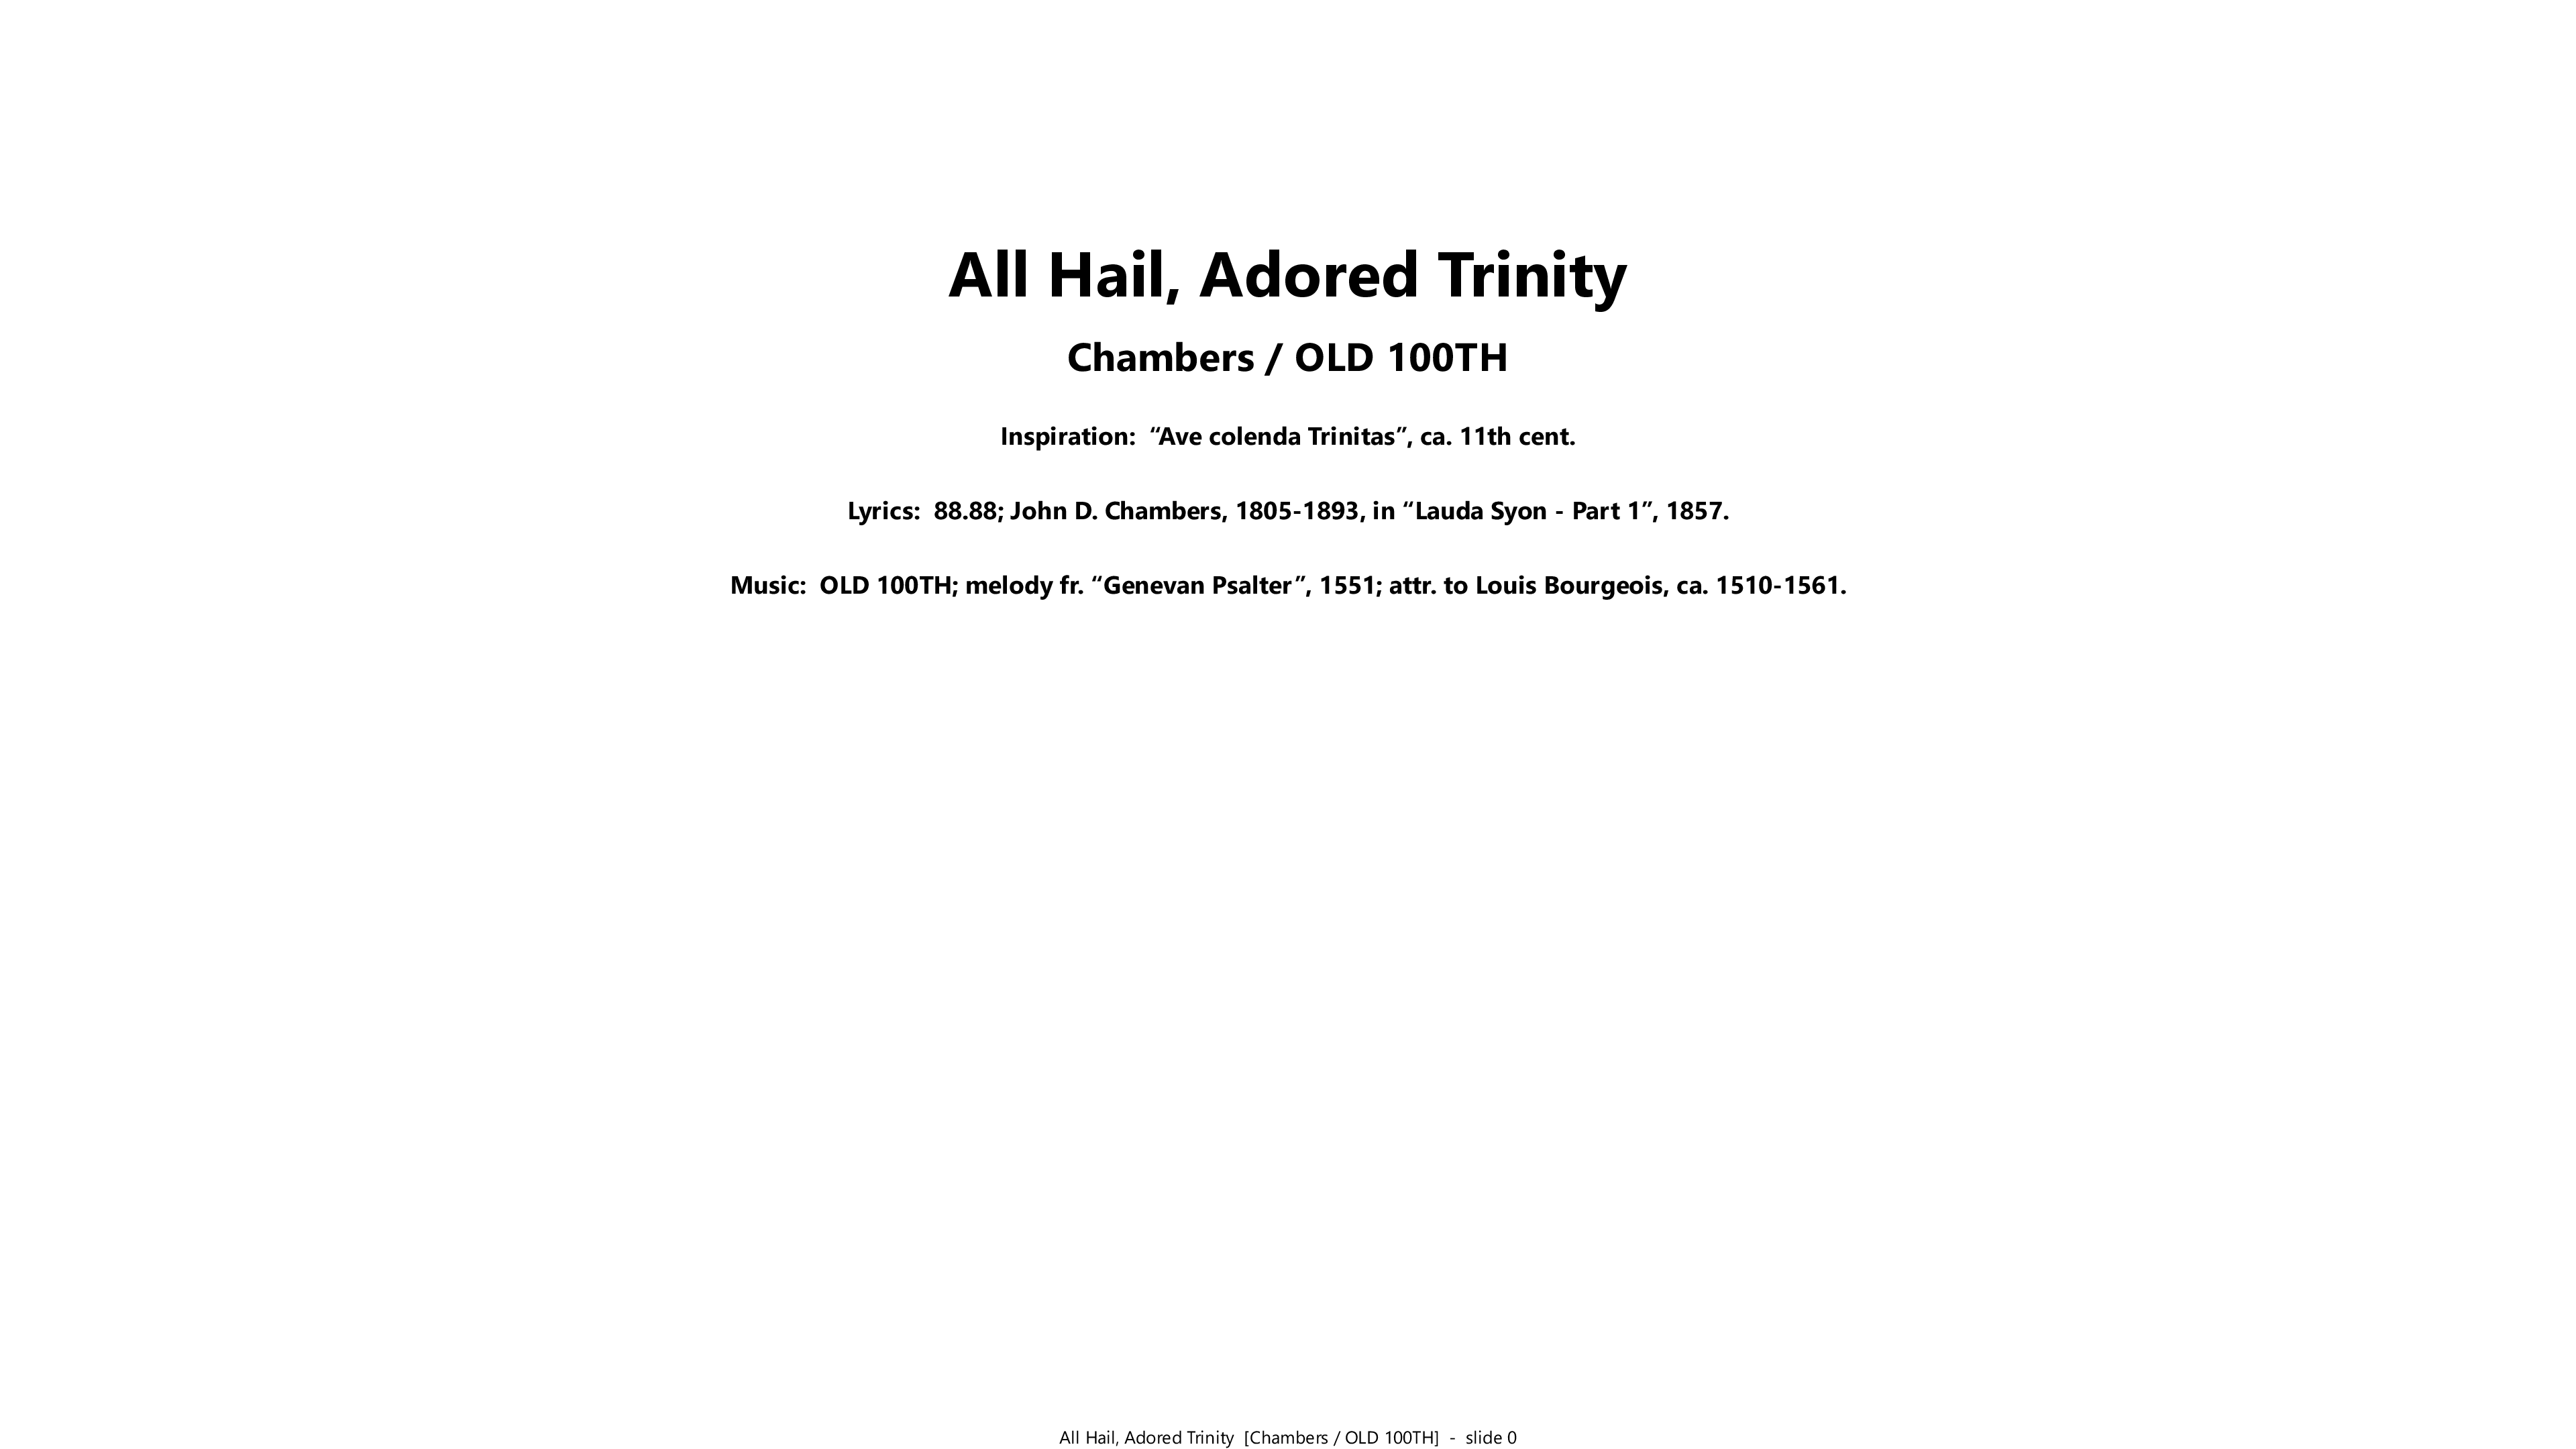 All Hail, Adored Trinity
Chambers / OLD 100TH
Inspiration:  “Ave colenda Trinitas”, ca. 11th cent.
Lyrics:  88.88; John D. Chambers, 1805-1893, in “Lauda Syon - Part 1”, 1857.
Music:  OLD 100TH; melody fr. “Genevan Psalter”, 1551; attr. to Louis Bourgeois, ca. 1510-1561.
All Hail, Adored Trinity  [Chambers / OLD 100TH]  -  slide 0